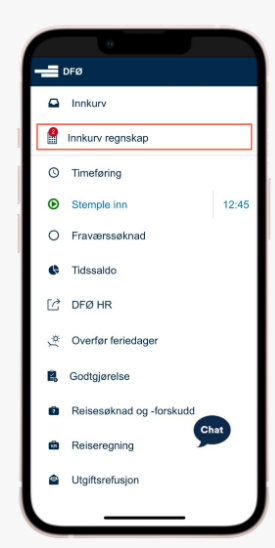 DFØ
Innkurv
2
Innkurv regnskap
Timeføring
Stemple inn 12:45
Fraværssøknad
Tidssaldo
DFØ HR
Overfør feriedager
Godtgjørelse
Reisesøknad og -forskudd
Chat
Reiseregning
Utgiftsrefusjon